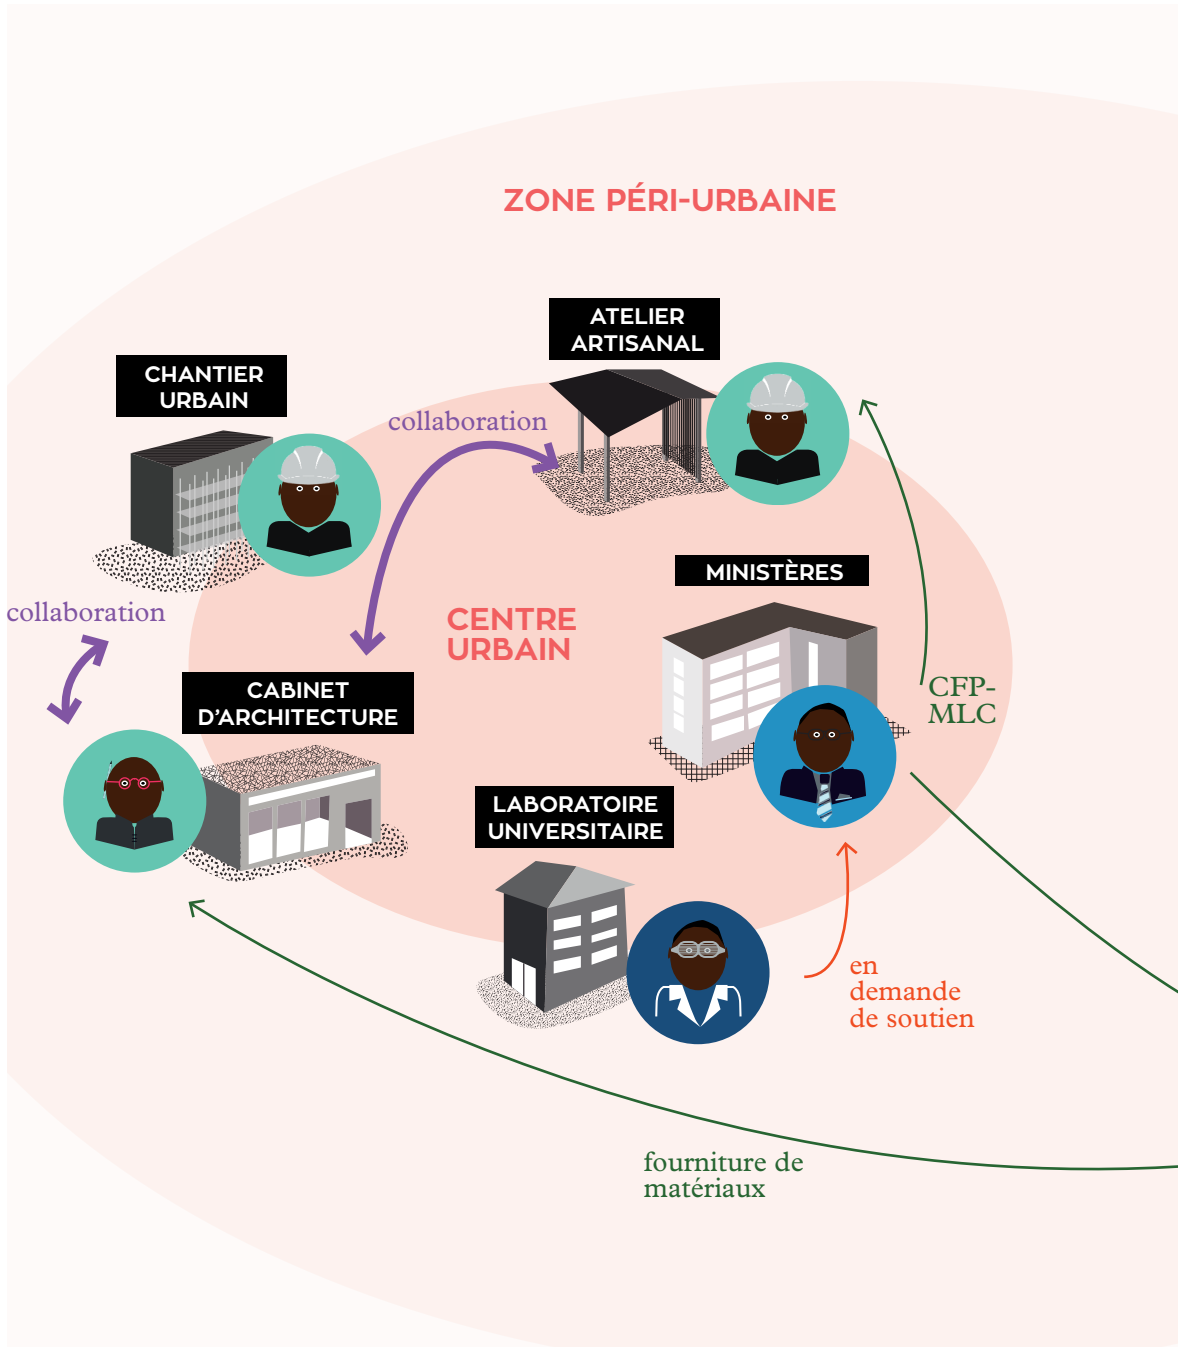 ZONE PÉRI-URBAINE
ATELIER
ARTISANAL
CHANTIER
URBAIN
collaboration
MINISTÈRES
collaboration
CENTRE
URBAIN
CABINET
D’ARCHITECTURE
CFP-
MLC
LABORATOIRE
UNIVERSITAIRE
en
demande
de soutien
fourniture de
matériaux